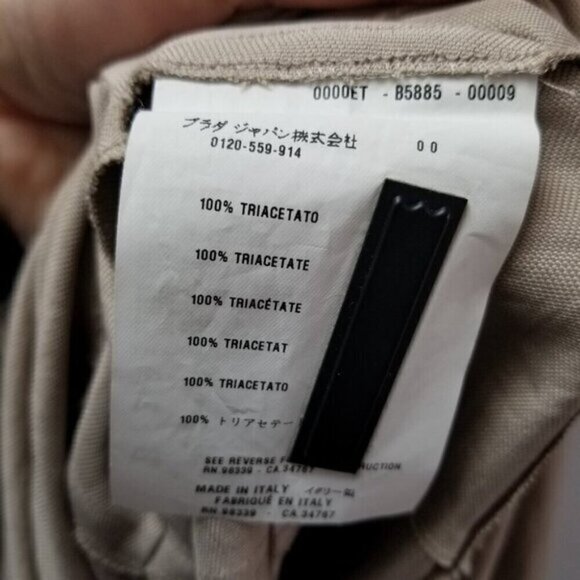 0000ET - B5885 - 00009
プラダ ジャパン株式会社
0120-559-914 00
100% TRIACETATO
100% TRIACETATE
100% TRIACÉTATE
100% TRIACETAT
100% TRIACETATO
100% トリアセテー
SEE REVERSE F RUCTION
RN 98339 - CA 34767
MADE IN ITALY イタリー製
FABRIQUÉ EN ITALY
RN 98339 - CA 34767